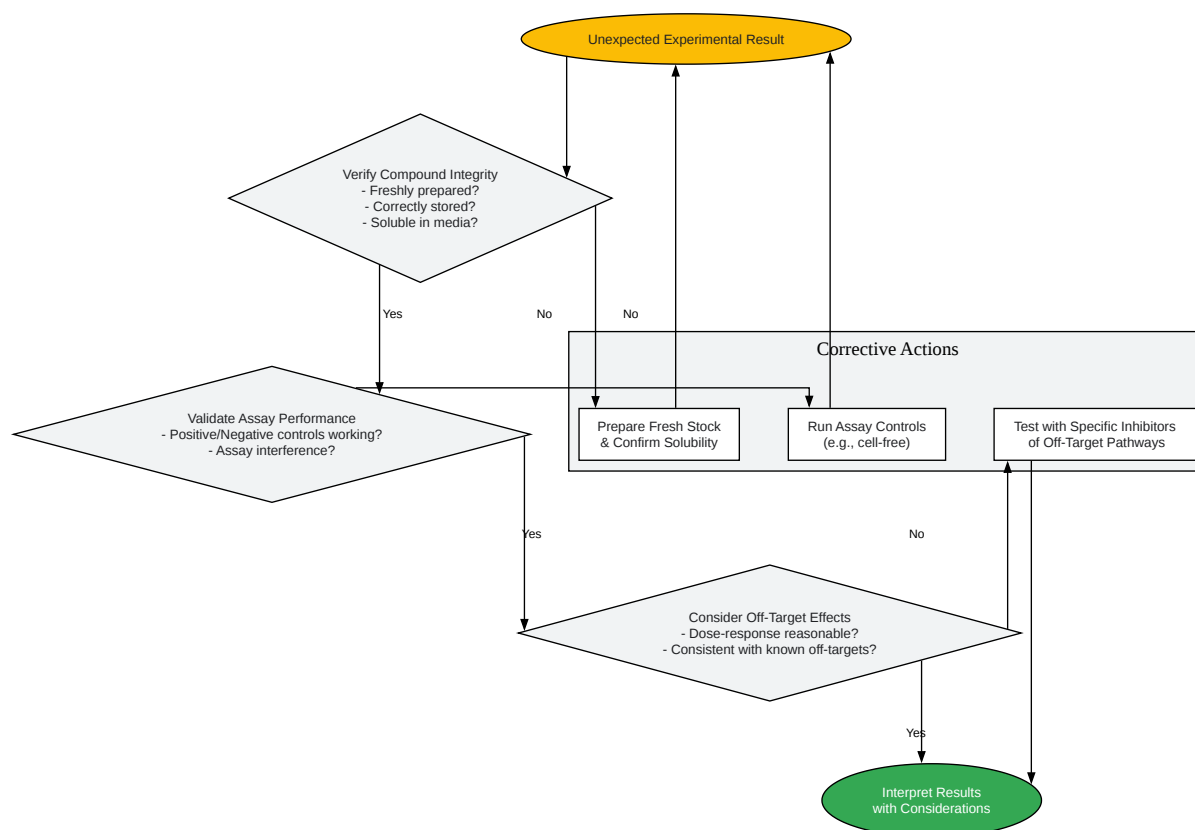 Unexpected Experimental Result
Verify Compound Integrity
- Freshly prepared?
- Correctly stored?
- Soluble in media?
Yes
No
No
Corrective Actions
Validate Assay Performance
- Positive/Negative controls working?
- Assay interference?
Prepare Fresh Stock
& Confirm Solubility
Run Assay Controls
(e.g., cell-free)
Test with Specific Inhibitors
of Off-Target Pathways
Yes
No
Consider Off-Target Effects
- Dose-response reasonable?
- Consistent with known off-targets?
Yes
Interpret Results
with Considerations